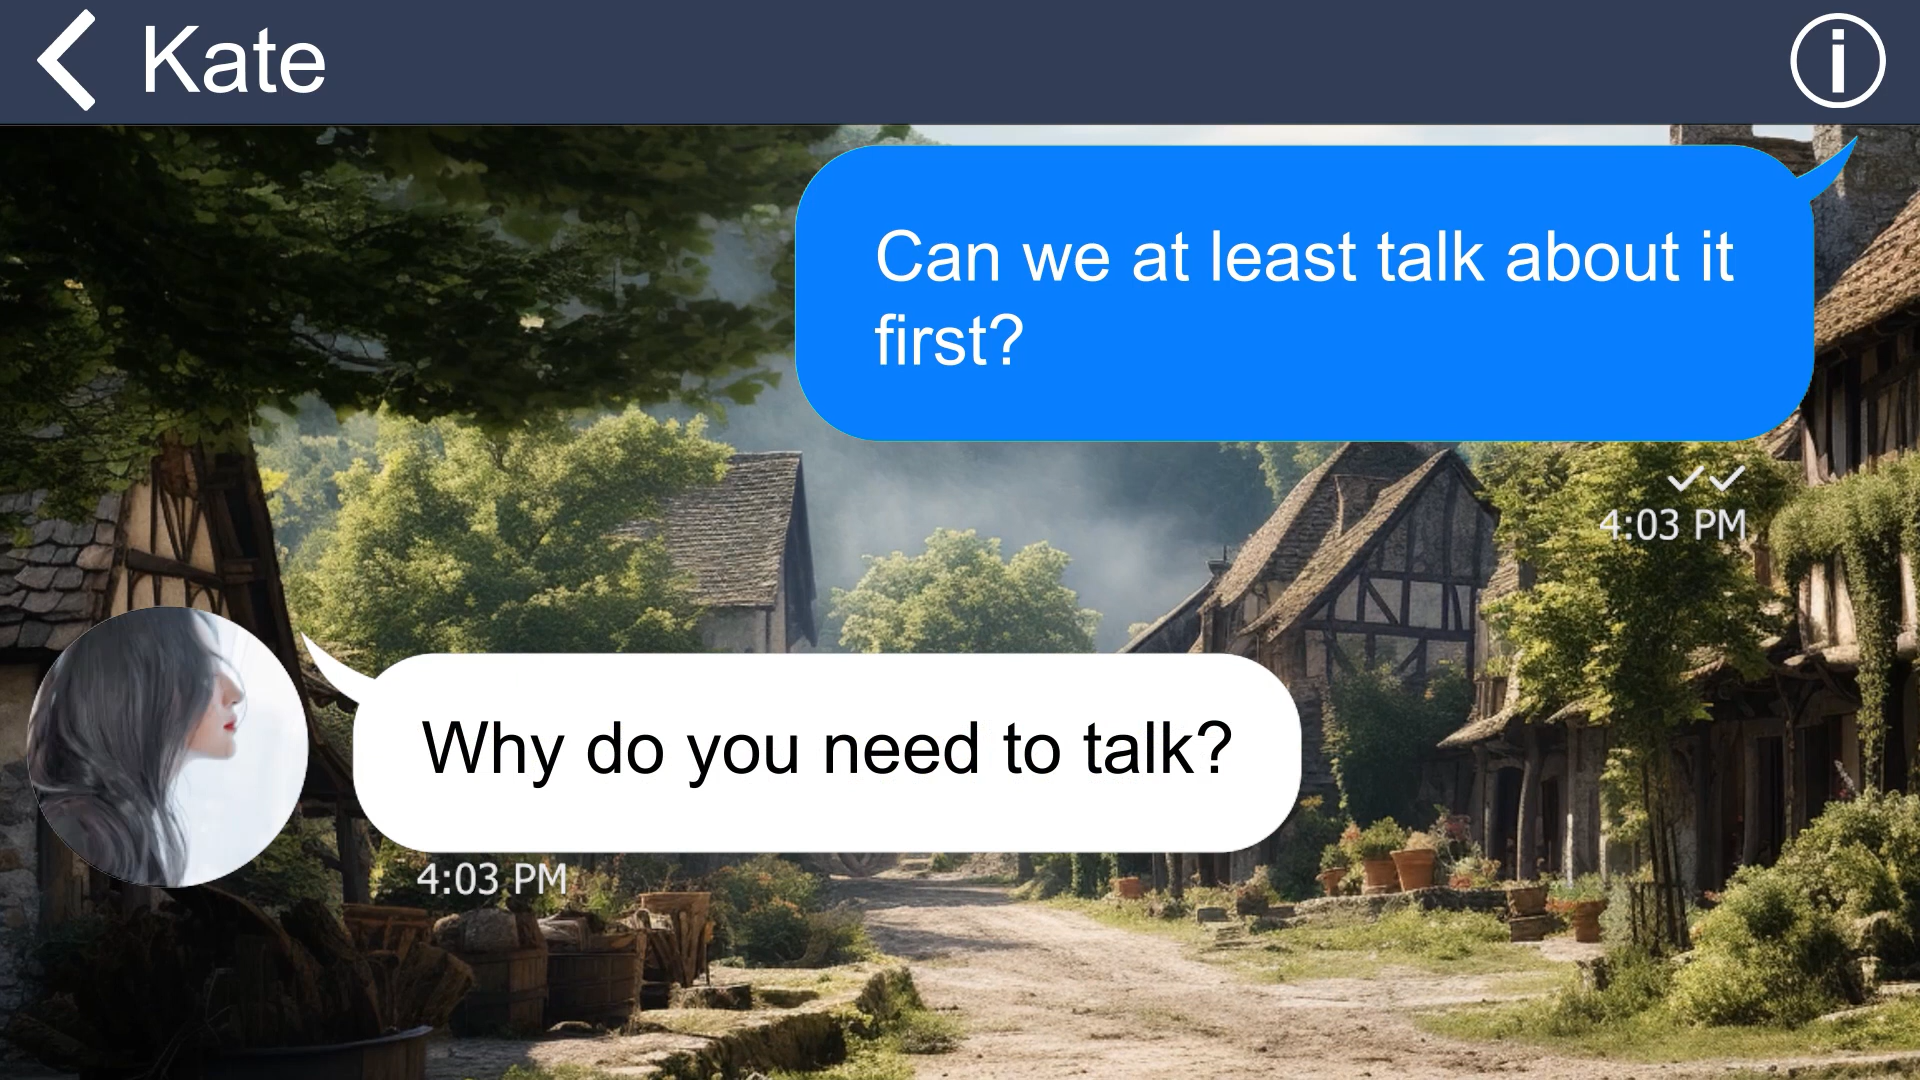 Kate
Can we at least talk about it
first?
4:03 PM
Why do you need to talk?
4:03 PM